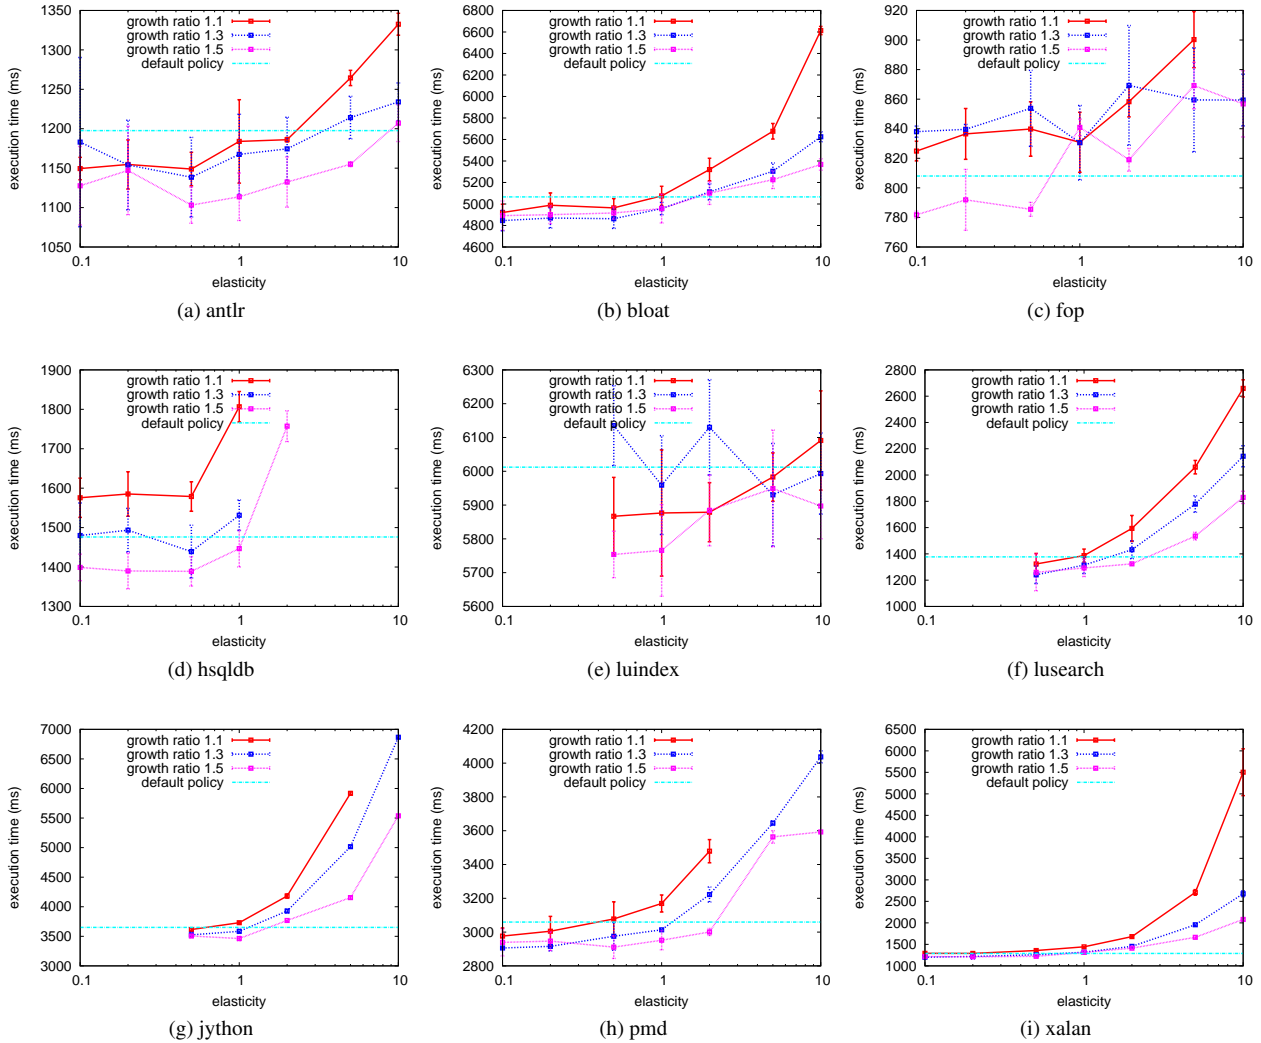 1350
1300
1250
1200
1150
1100
1050
execution time (ms)
growth ratio 1.1
growth ratio 1.3
growth ratio 1.5
default policy
0.1
1
10
elasticity
(a) antlr
6800
6600
6400
6200
6000
5800
5600
5400
5200
5000
4800
4600
execution time (ms)
growth ratio 1.1
growth ratio 1.3
growth ratio 1.5
default policy
0.1
1
10
elasticity
(b) bloat
920
900
880
860
840
820
800
780
760
execution time (ms)
growth ratio 1.1
growth ratio 1.3
growth ratio 1.5
default policy
0.1
1
10
elasticity
(c) fop
1900
1800
1700
1600
1500
1400
1300
execution time (ms)
growth ratio 1.1
growth ratio 1.3
growth ratio 1.5
default policy
0.1
1
10
elasticity
(d) hsqldb
6300
6200
6100
6000
5900
5800
5700
5600
execution time (ms)
growth ratio 1.1
growth ratio 1.3
growth ratio 1.5
default policy
0.1
1
10
elasticity
(e) luindex
2800
2600
2400
2200
2000
1800
1600
1400
1200
1000
execution time (ms)
growth ratio 1.1
growth ratio 1.3
growth ratio 1.5
default policy
0.1
1
10
elasticity
(f) lusearch
7000
6500
6000
5500
5000
4500
4000
3500
3000
execution time (ms)
growth ratio 1.1
growth ratio 1.3
growth ratio 1.5
default policy
0.1
1
10
elasticity
(g) jython
4200
4000
3800
3600
3400
3200
3000
2800
execution time (ms)
growth ratio 1.1
growth ratio 1.3
growth ratio 1.5
default policy
0.1
1
10
elasticity
(h) pmd
6500
6000
5500
5000
4500
4000
3500
3000
2500
2000
1500
1000
execution time (ms)
growth ratio 1.1
growth ratio 1.3
growth ratio 1.5
default policy
0.1
1
10
elasticity
(i) xalan